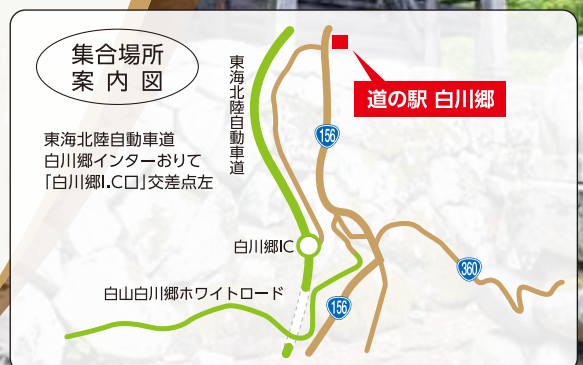 集合場所
案内図
東海北陸自動車道
白川郷インターおりて
「白川郷I.C口」交差点左
東海北陸自動車道
道の駅 白川郷
156
白川郷IC
360
白山白川郷ホワイトロード
156